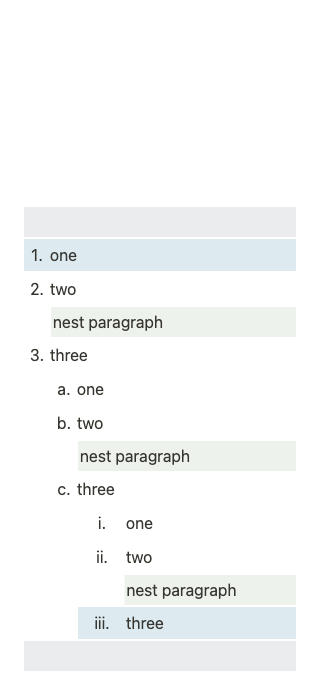 1. one
2. two
nest paragraph
3. three
a. one
b. two
nest paragraph
c. three
i. one
ii. two
nest paragraph
iii. three